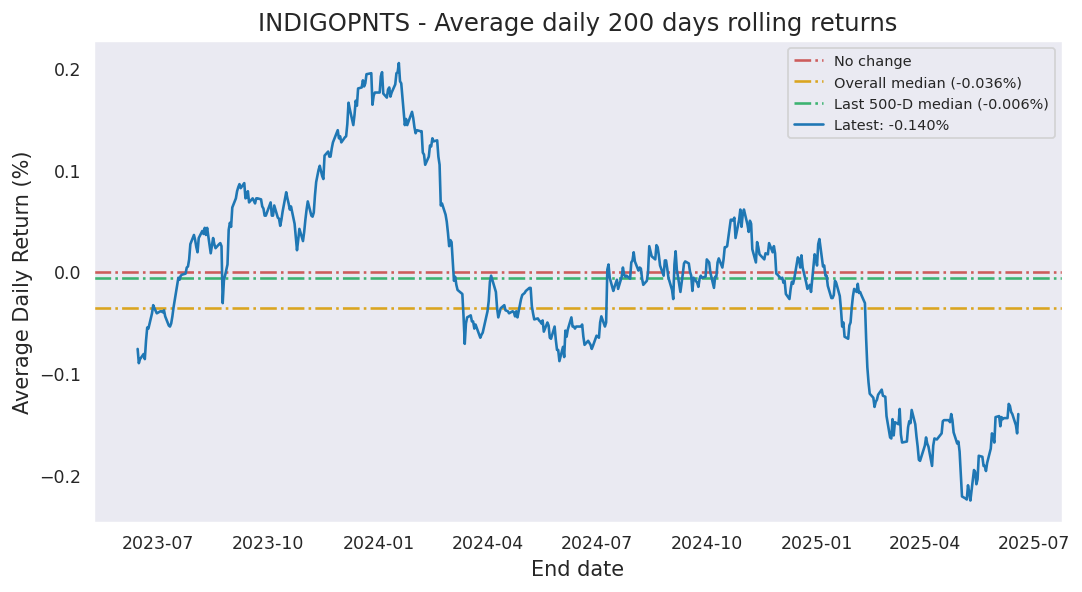 INDIGOPNTS - Average daily 200 days rolling returns
No change
Overall median (-0.036%)
Last 500-D median (-0.006%)
Latest: -0.140%
Average Daily Return (%)
0.2
0.1
0.0
−0.1
−0.2
2023-07 2023-10 2024-01 2024-04 2024-07 2024-10 2025-01 2025-04 2025-07
End date